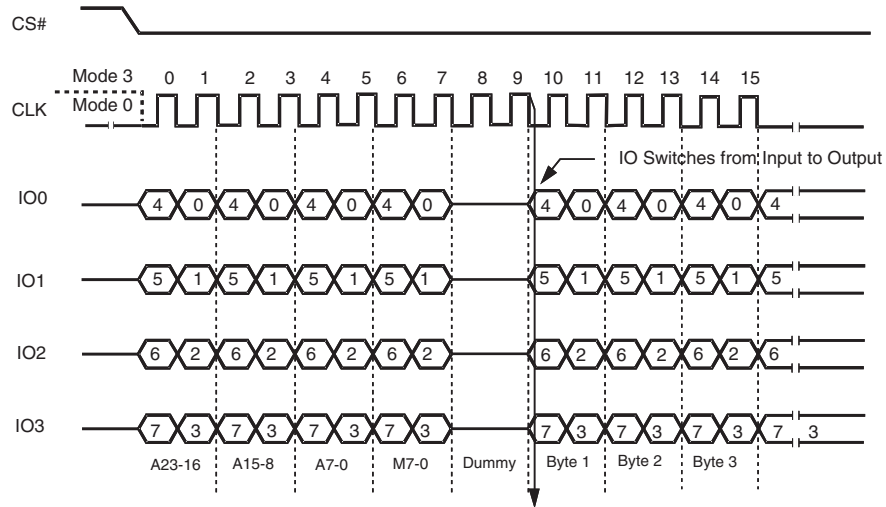 CS#
Mode 3 0 1 2 3 4 5 6 7 8 9 10 11 12 13 14 15
CLK Mode 0
IO Switches from Input to Output
IO0 4 0 4 0 4 0 4 0 4 0 4 0 4 0 4
IO1 5 1 5 1 5 1 5 1 5 1 5 1 5 1 5
IO2 6 2 6 2 6 2 6 2 6 2 6 2 6 2 6
IO3 7 3 7 3 7 3 7 3 7 3 7 3 7 3 7 3
A23-16 A15-8 A7-0 M7-0 Dummy Byte 1 Byte 2 Byte 3